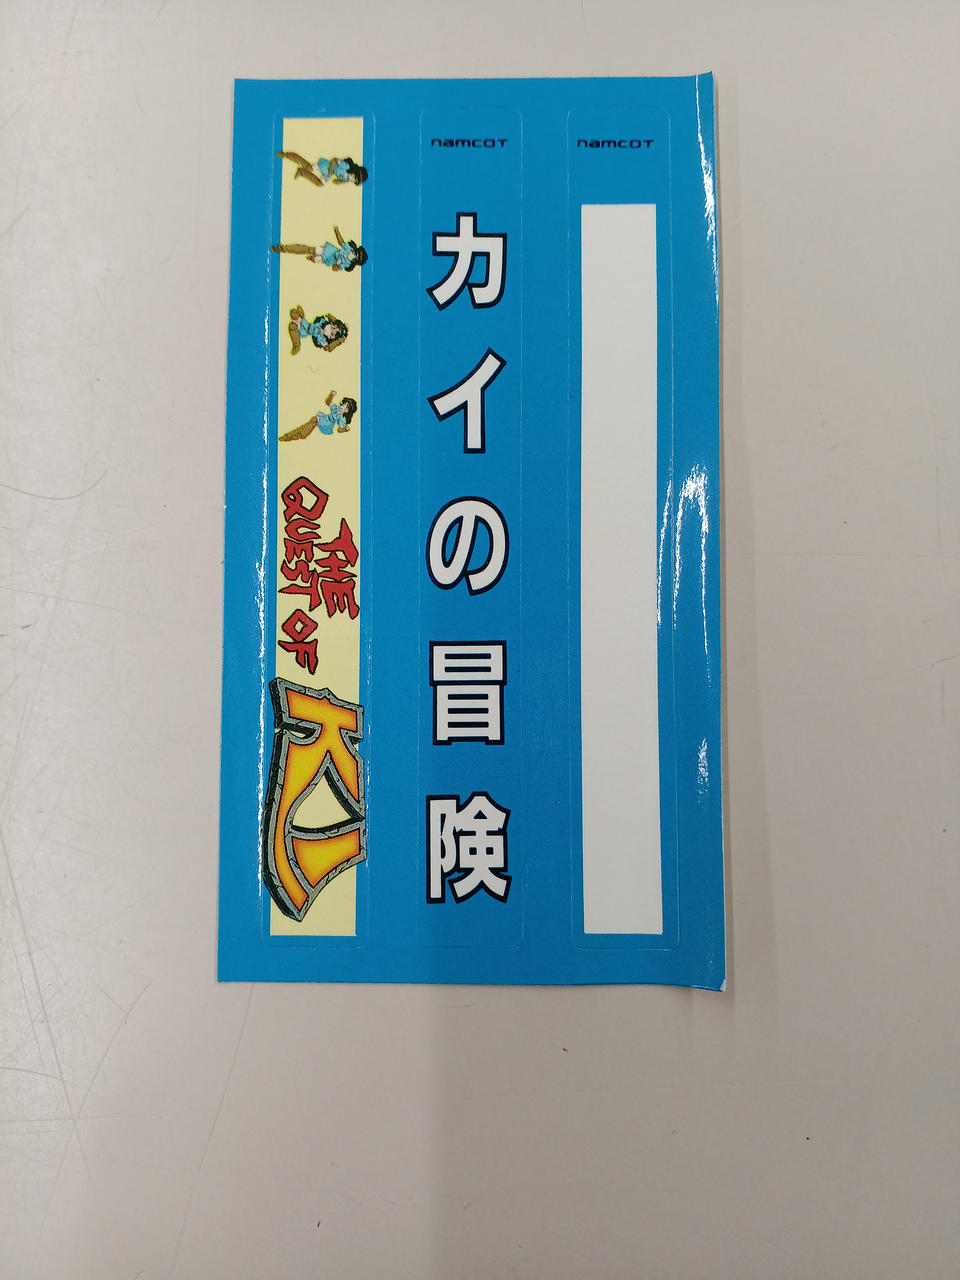 THE
QUEST OF
KI
namcot
カイの冒険
namcot